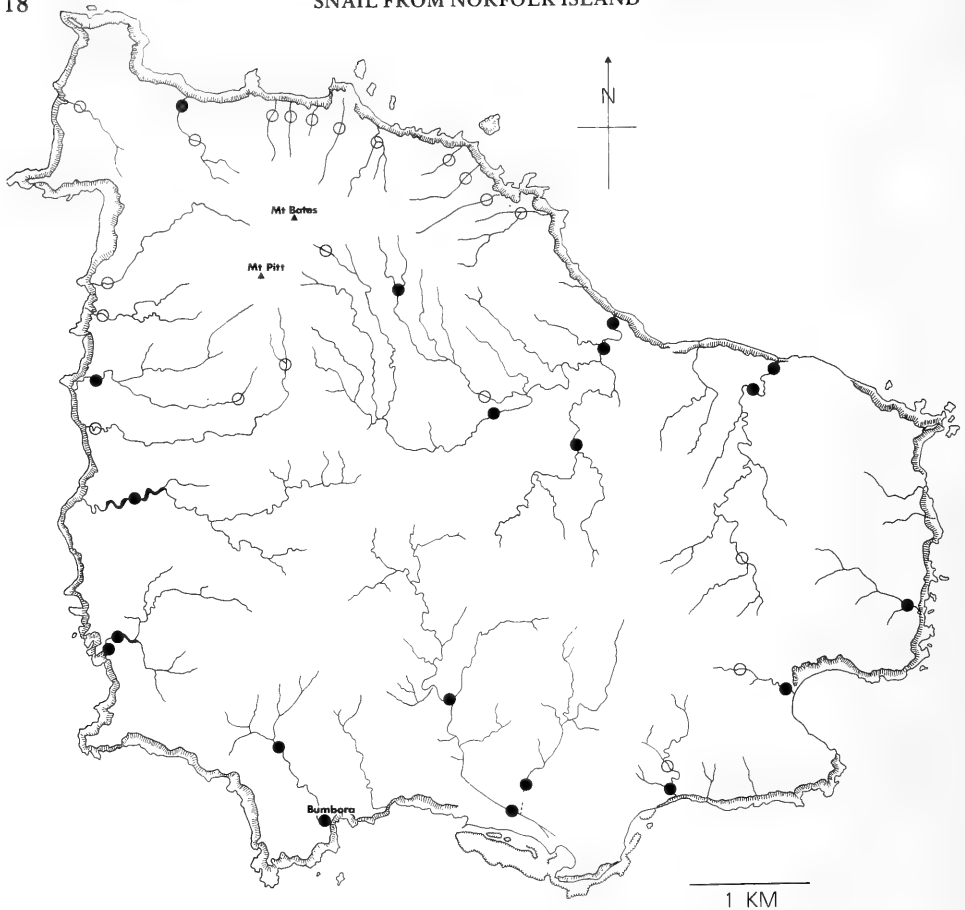 18
SNAIL FROM NORFOLK ISLAND
N
Mt Bates
Mt Pitt
Bumbora
1 KM